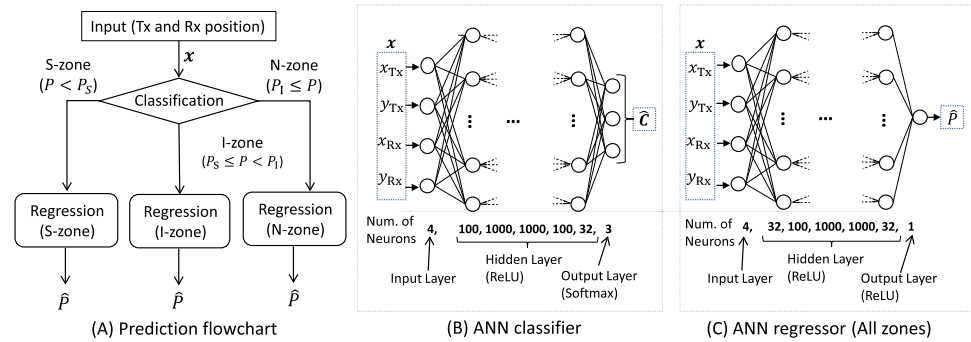 Input (Tx and Rx position)
x
S-zone
(P < P_S)
N-zone
(P_I ≤ P)
Classification
I-zone
(P_S ≤ P < P_I)
Regression
(S-zone)
Regression
(I-zone)
Regression
(N-zone)
P̂
P̂
P̂
(A) Prediction flowchart
x
x_Tx
y_Tx
x_Rx
y_Rx
...
...
...
Ĉ
Num. of
Neurons
4, 100, 1000, 1000, 100, 32, 3
Input Layer
Hidden Layer
(ReLU)
Output Layer
(Softmax)
(B) ANN classifier
x
x_Tx
y_Tx
x_Rx
y_Rx
...
...
...
P̂
Num. of
Neurons
4, 32, 100, 1000, 1000, 32, 1
Input Layer
Hidden Layer
(ReLU)
Output Layer
(ReLU)
(C) ANN regressor (All zones)